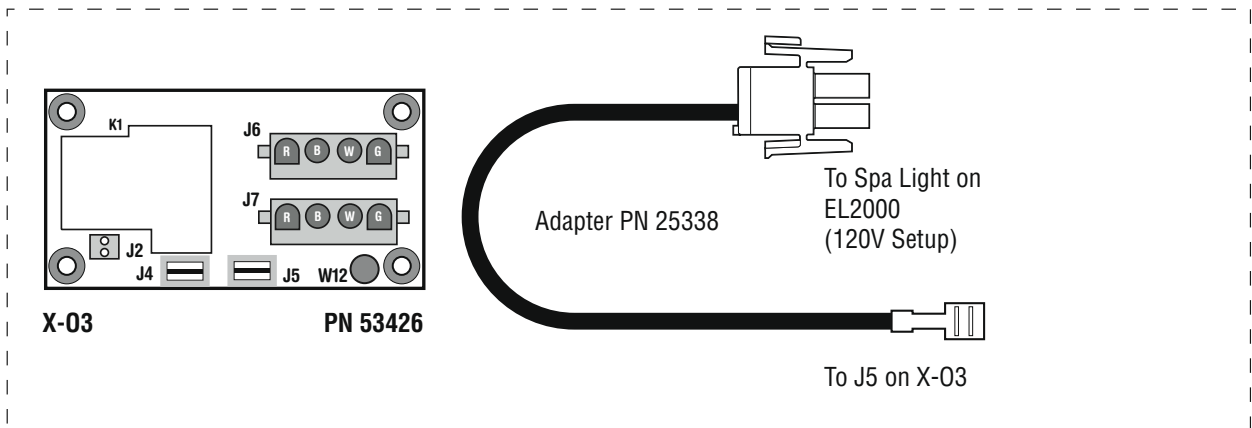 K1
J6
R B W G
J7
R B W G
J2
J4
J5
W12
X-O3
PN 53426
Adapter PN 25338
To Spa Light on
EL2000
(120V Setup)
To J5 on X-O3